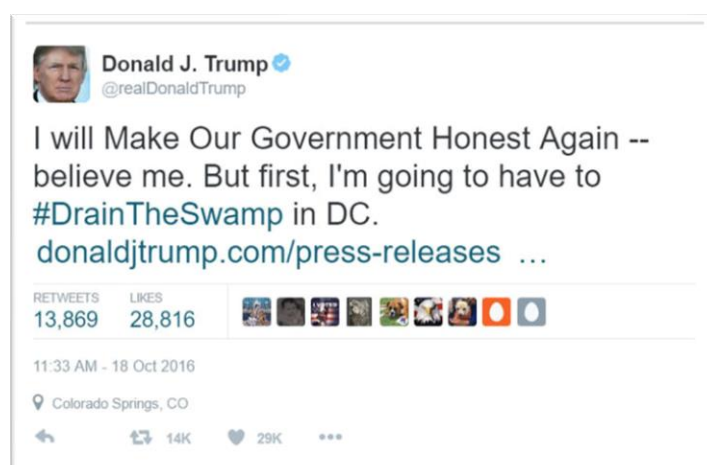 Donald J. Trump
@realDonaldTrump
I will Make Our Government Honest Again --
believe me. But first, I'm going to have to
#DrainTheSwamp in DC.
donaldjtrump.com/press-releases ...
RETWEETS LIKES
13,869 28,816
11:33 AM - 18 Oct 2016
Colorado Springs, CO
14K 29K